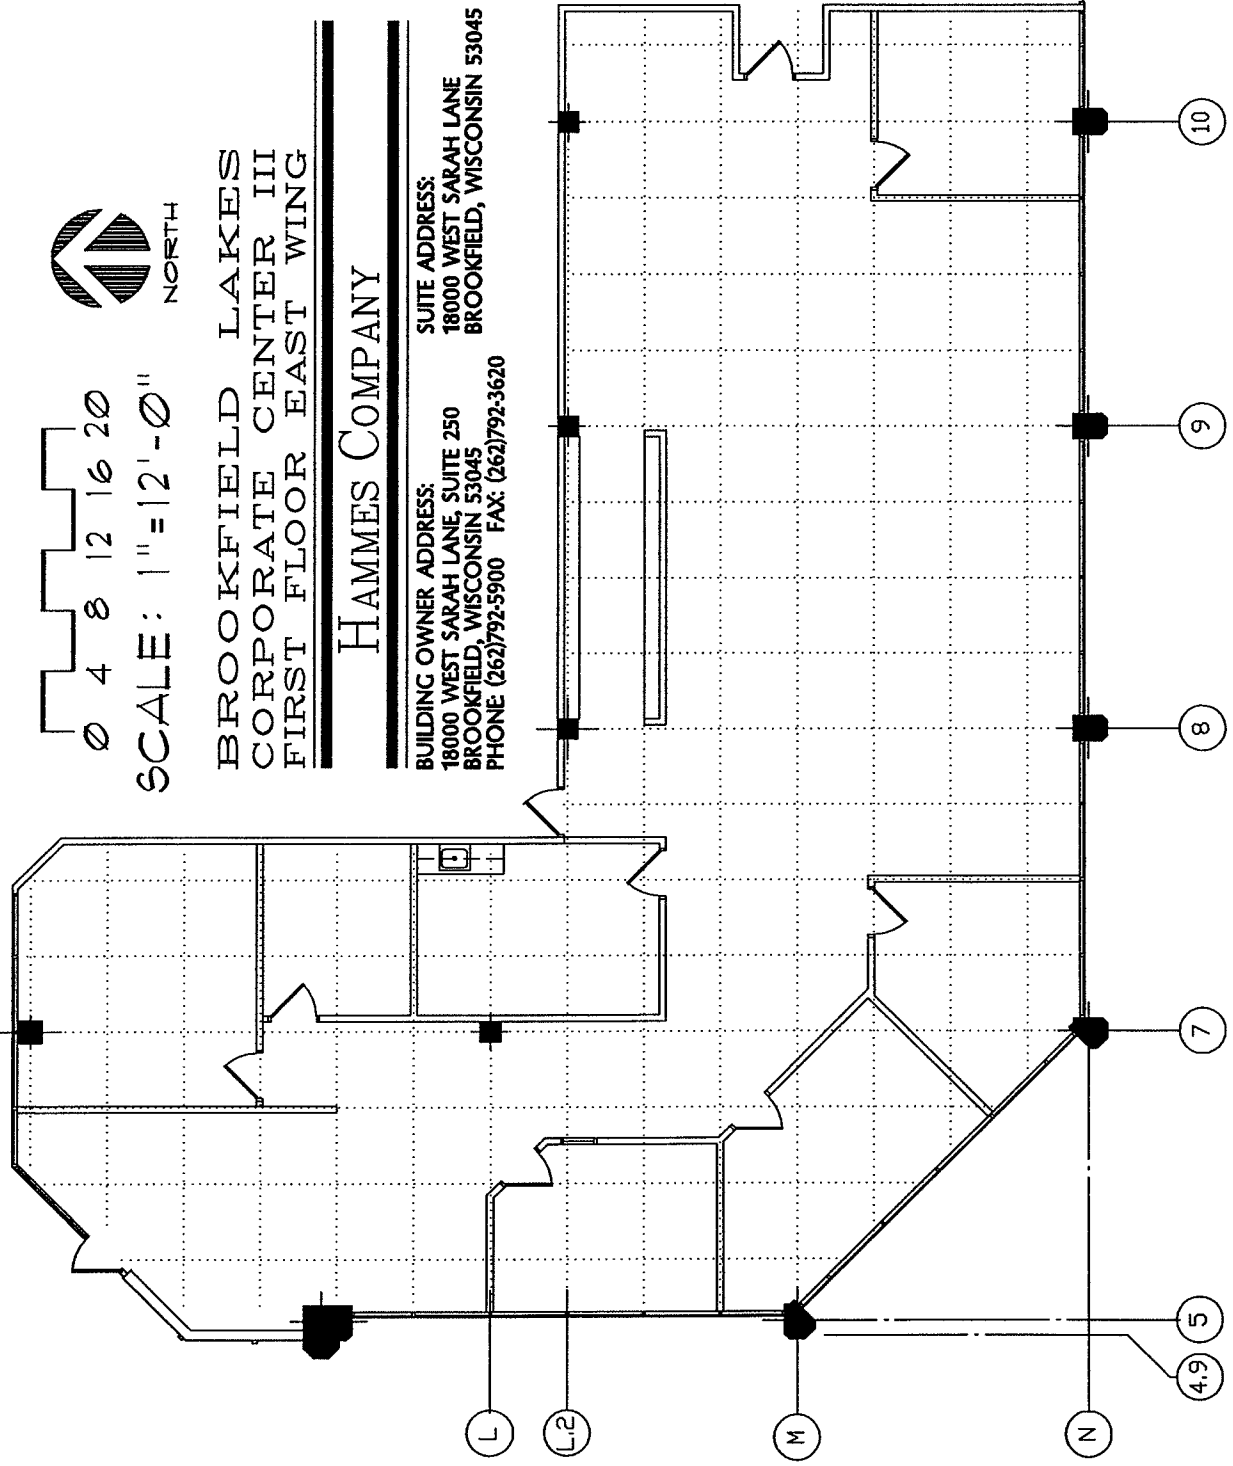 0 4 8 12 16 20
SCALE: 1"=12'-0"
NORTH
BROOKFIELD LAKES
CORPORATE CENTER III
FIRST FLOOR EAST WING
HAMMES COMPANY
BUILDING OWNER ADDRESS:
18000 WEST SARAH LANE, SUITE 250
BROOKFIELD, WISCONSIN 53045
PHONE: (262)792-5900 FAX: (262)792-3620
SUITE ADDRESS:
18000 WEST SARAH LANE
BROOKFIELD, WISCONSIN 53045
L
L.2
M
N
4.9
5
7
8
9
10